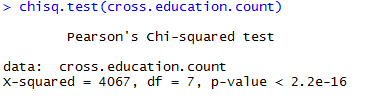 > chisq.test(cross.education.count)
Pearson's Chi-squared test
data:  cross.education.count
X-squared = 4067, df = 7, p-value < 2.2e-16